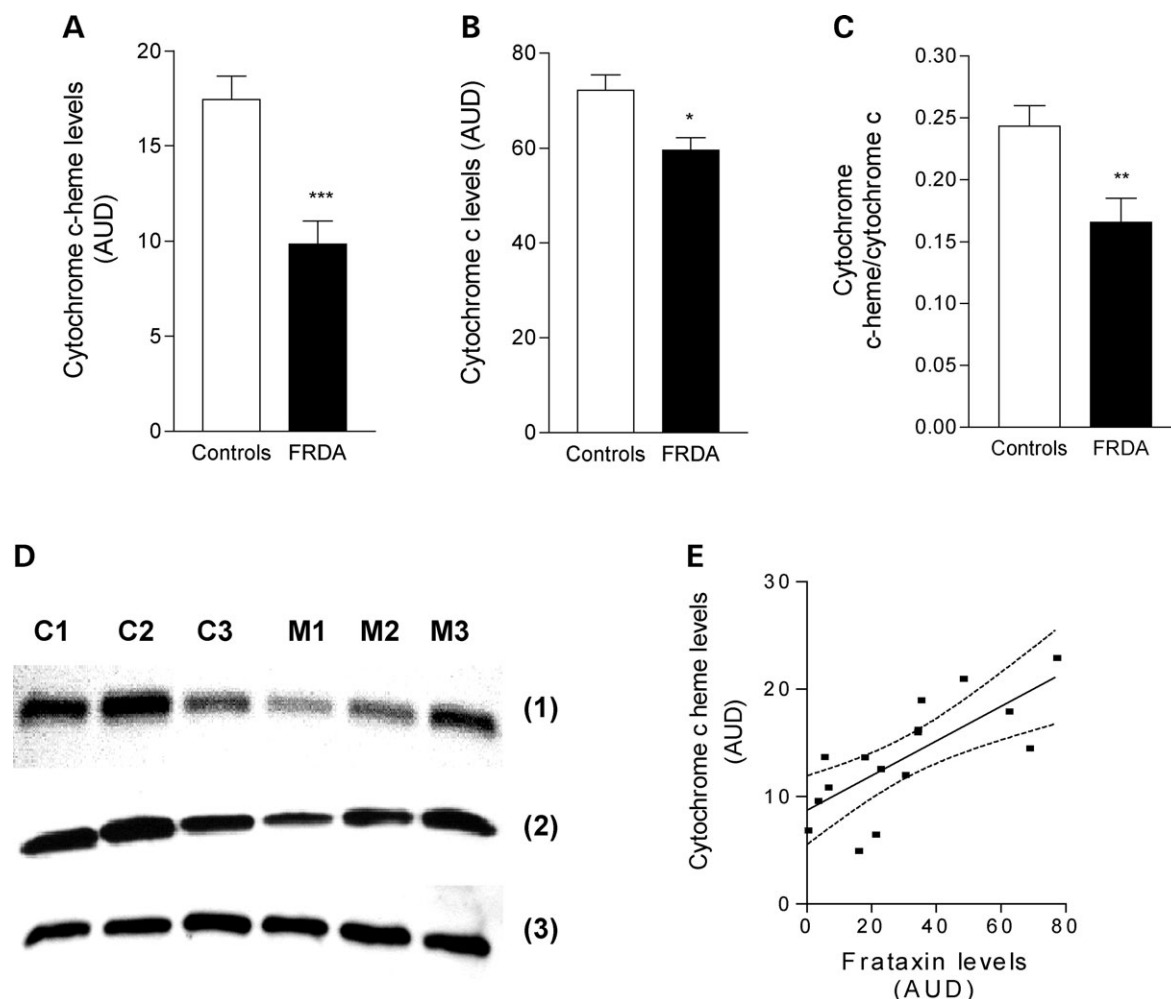 A
Cytochrome c-heme levels
(AUD)
20
15
10
5
0
***
Controls FRDA
B
Cytochrome c levels (AUD)
80
60
40
20
0
*
Controls FRDA
C
Cytochrome
c-heme/cytochrome c
0.30
0.25
0.20
0.15
0.10
0.05
0.00
**
Controls FRDA
D
C1 C2 C3 M1 M2 M3
(1)
(2)
(3)
E
Cytochrome c heme levels
(AUD)
30
20
10
0
0 20 40 60 80
Frataxin levels
(AUD)